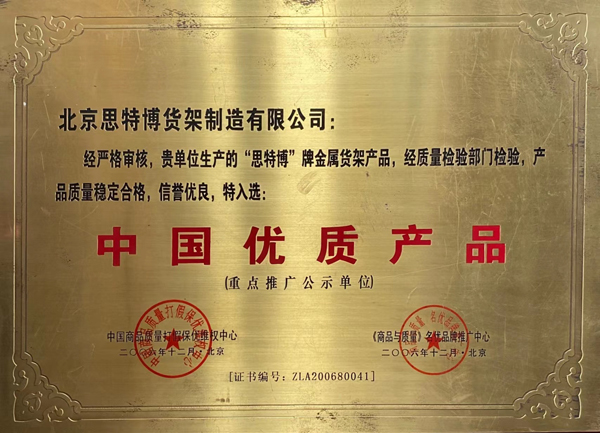 北京思特博货架制造有限公司：
经严格审核，贵单位生产的“思特博”牌金属货架产品，经质量检验部门检验，产
品质量稳定合格，信誉优良，特入选：
中国优质产品
(重点推广公示单位)
中国商品质量打假保优维权中心
二〇〇六年十二月·北京
《商品与质量》名优品牌推广中心
二〇〇六年十二月·北京
[证书编号：ZLA200680041]